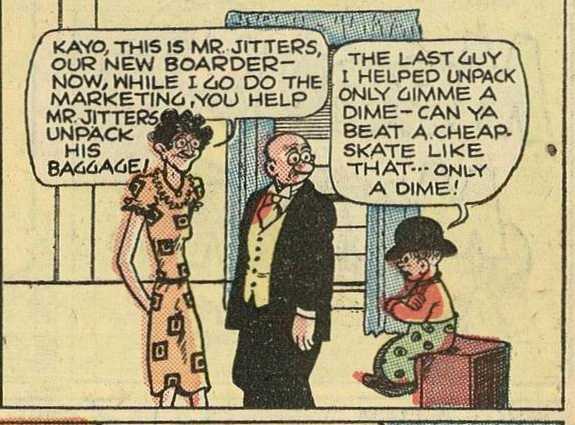 KAYO, THIS IS MR. JITTERS,
OUR NEW BOARDER—
NOW, WHILE I GO DO THE
MARKETING, YOU HELP
MR. JITTERS
UNPACK
HIS
BAGGAGE!
THE LAST GUY
I HELPED UNPACK
ONLY GIMME A
DIME— CAN YA
BEAT A CHEAP-
SKATE LIKE
THAT... ONLY
A DIME!